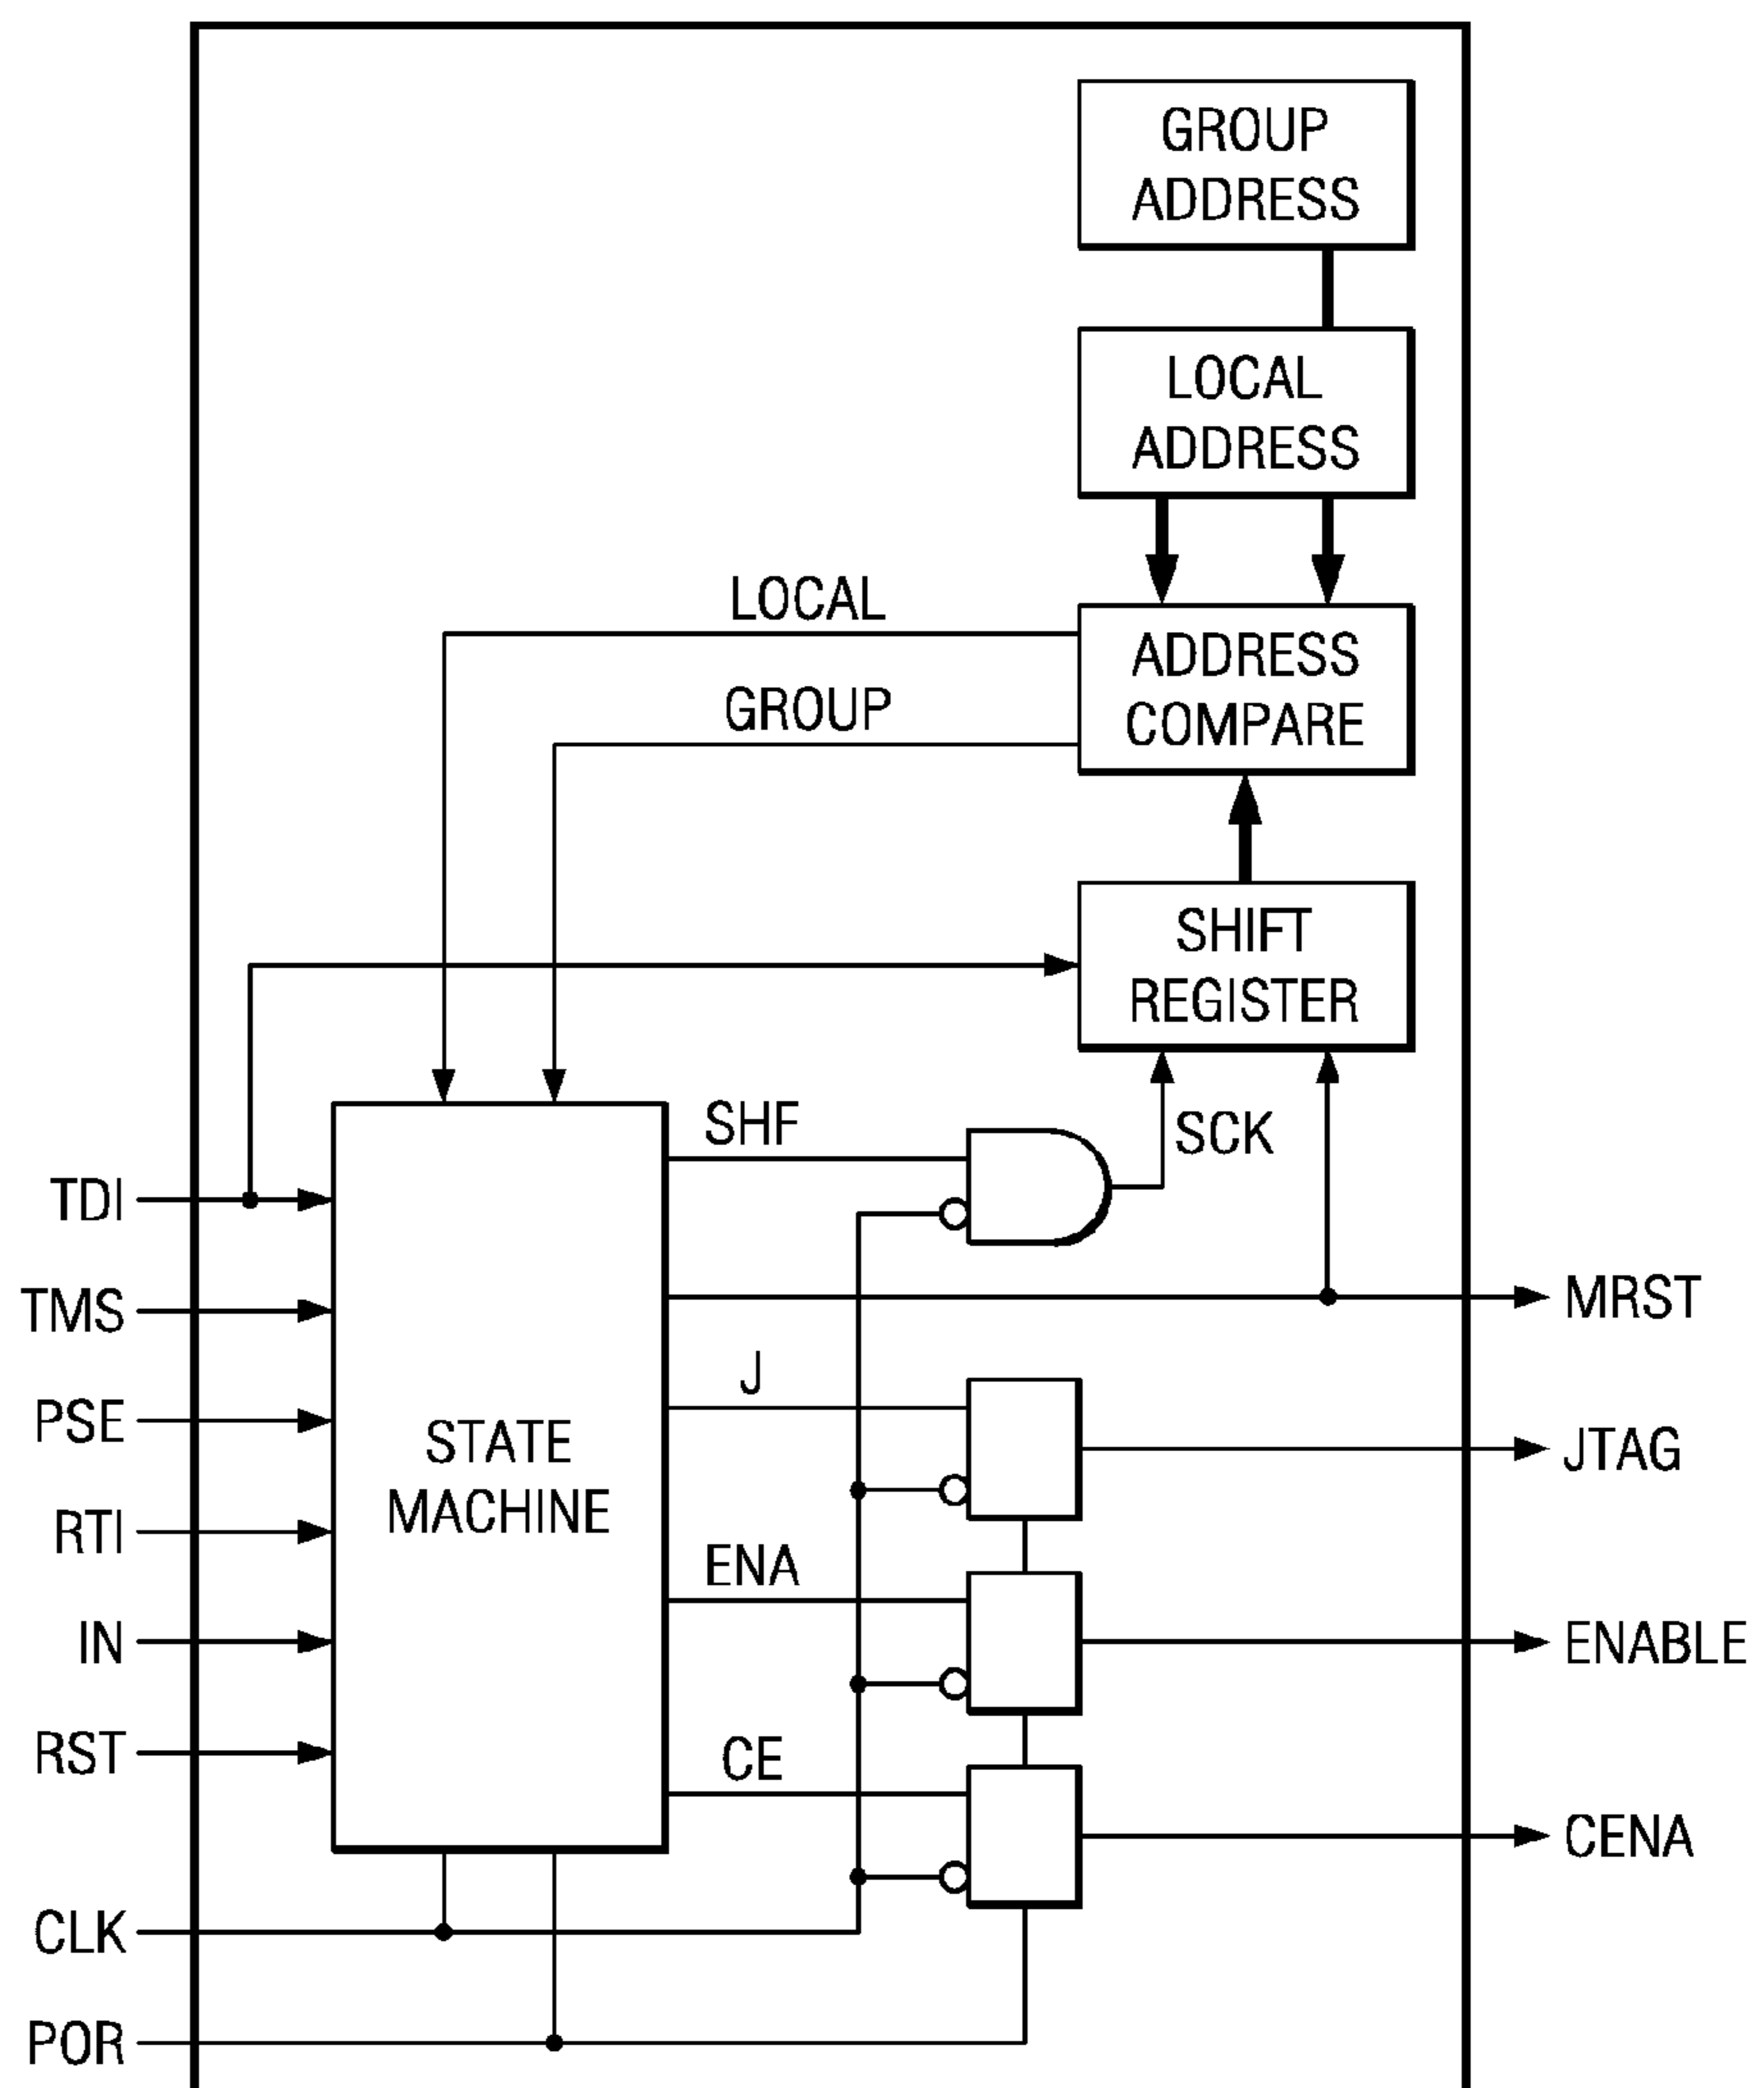 GROUP
ADDRESS
LOCAL
ADDRESS
LOCAL
ADDRESS
COMPARE
GROUP
SHIFT
REGISTER
SHF
SCK
TDI
TMS
MRST
J
PSE
STATE
MACHINE
JTAG
RTI
ENA
IN
ENABLE
RST
CE
CENA
CLK
POR